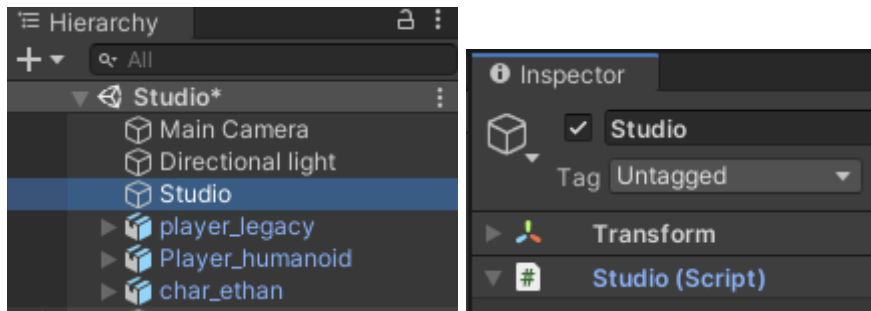 Hierarchy
All
Studio*
Main Camera
Directional light
Studio
player_legacy
Player_humanoid
char_ethan
Inspector
Studio
Tag Untagged
Transform
# Studio (Script)